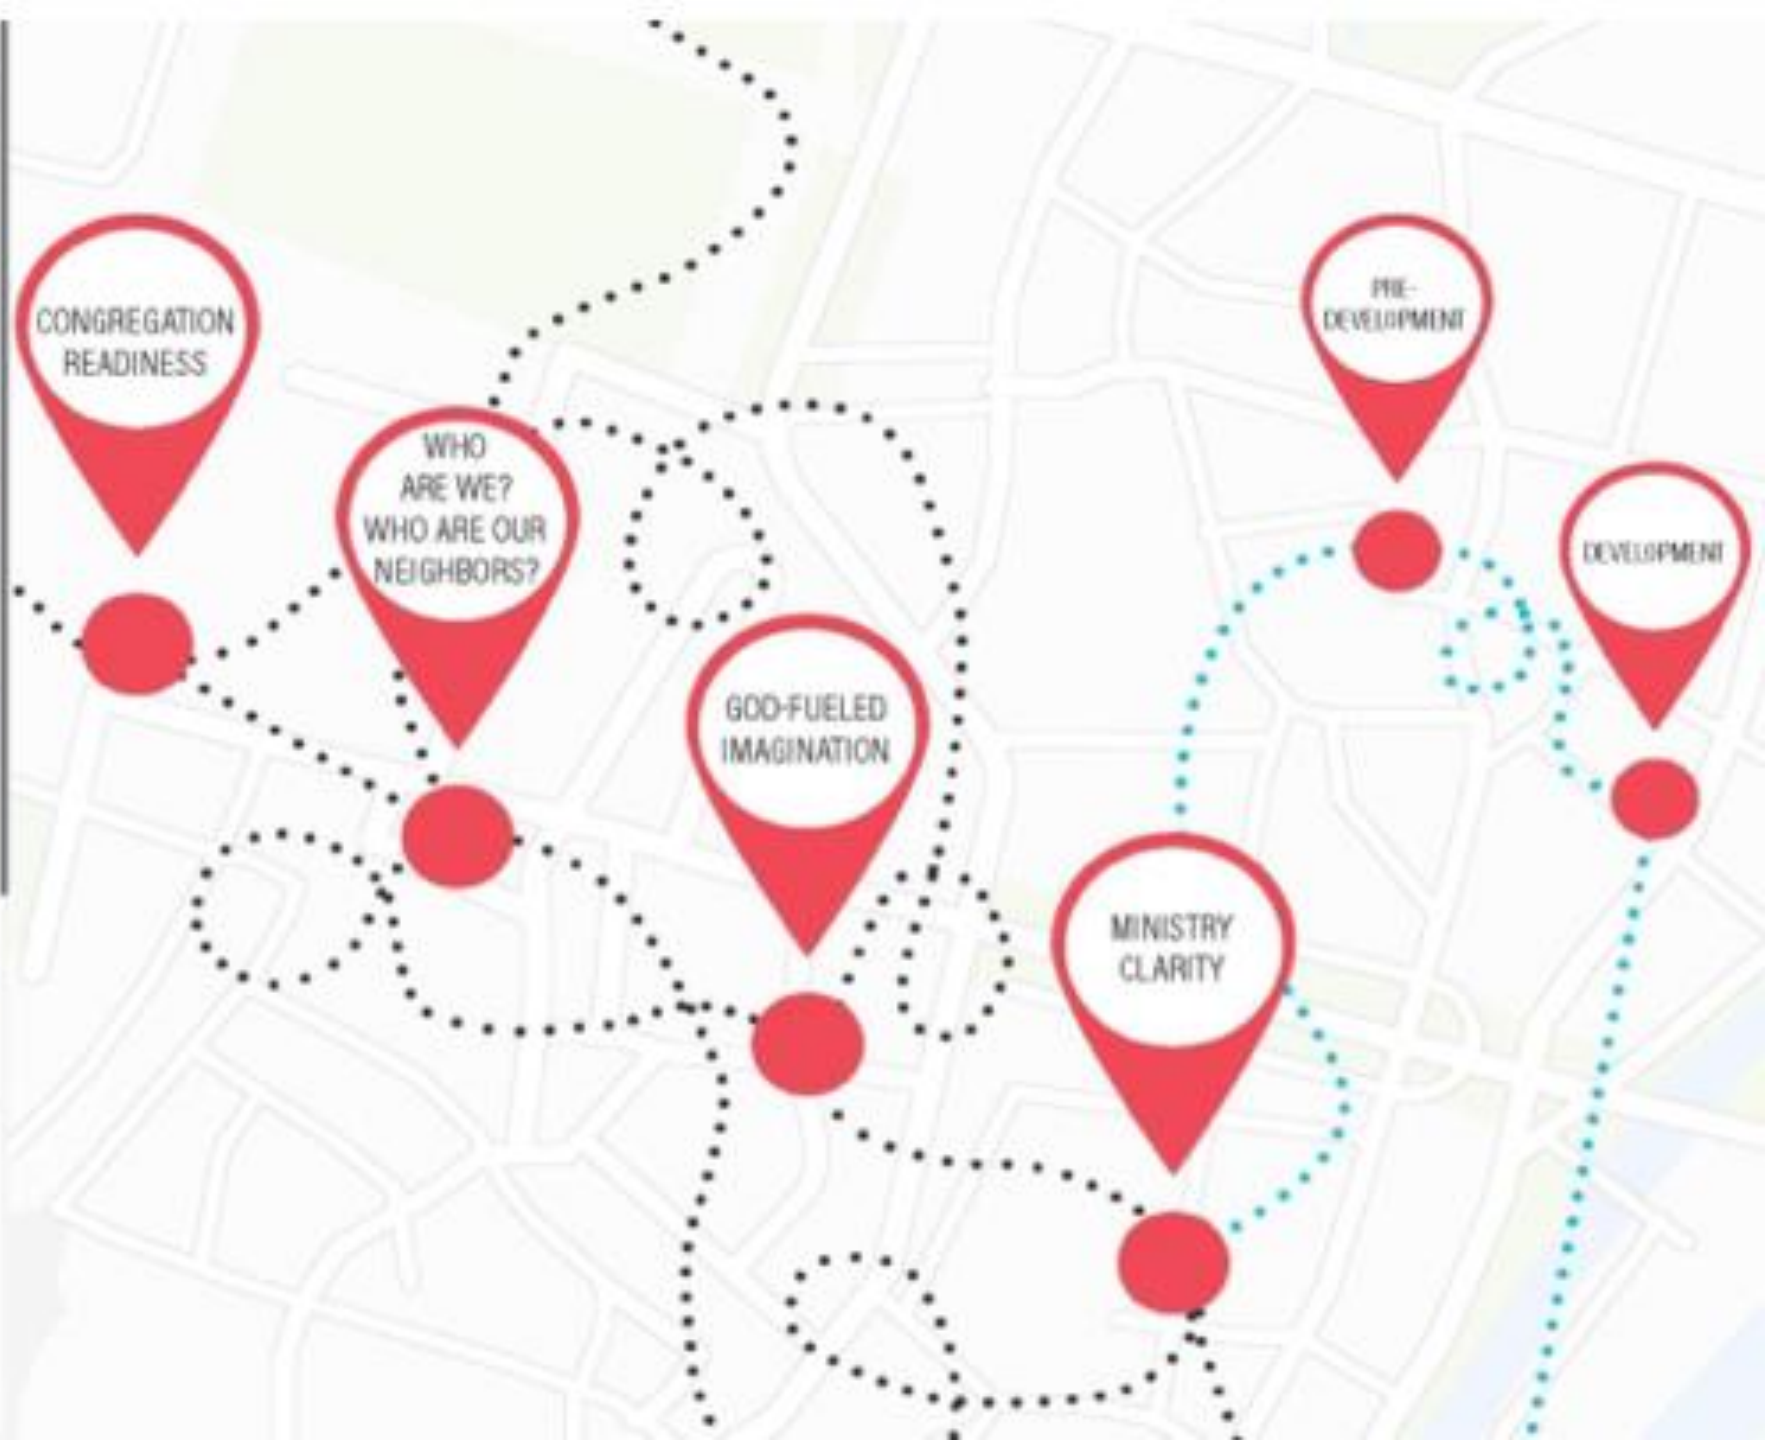 CONGREGATION
READINESS
WHO
ARE WE?
WHO ARE OUR
NEIGHBORS?
GOD-FUELED
IMAGINATION
MINISTRY
CLARITY
PRE-
DEVELOPMENT
DEVELOPMENT